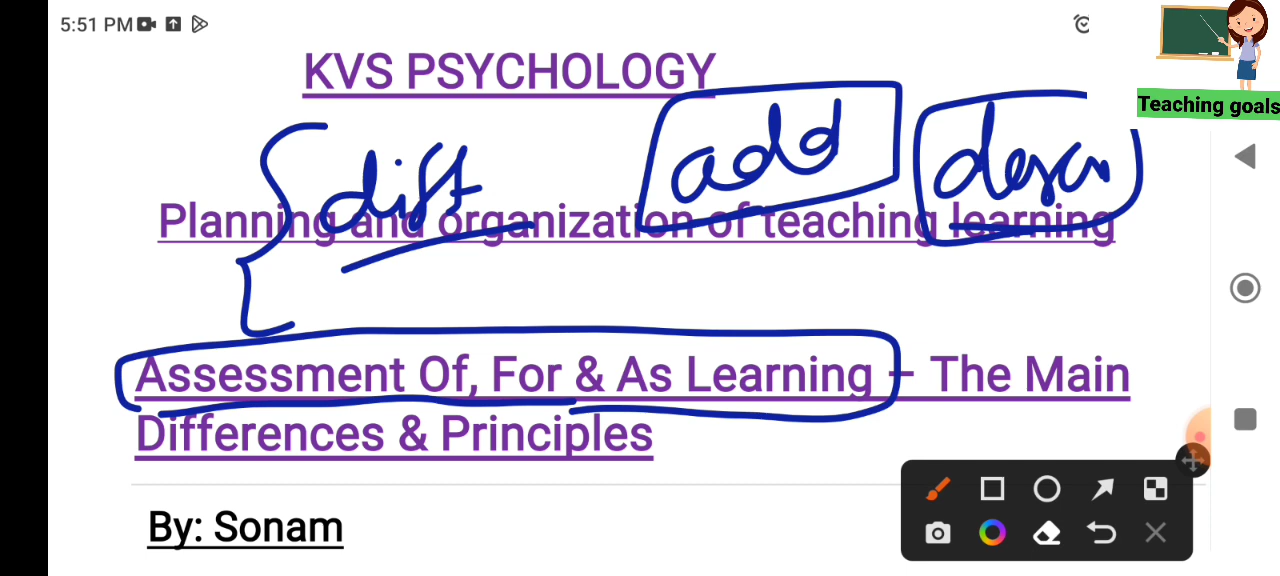 5:51 PM
KVS PSYCHOLOGY
Teaching goals
diff
add
Planning and organization of teaching learning
Assessment Of, For & As Learning – The Main
Differences & Principles
By: Sonam